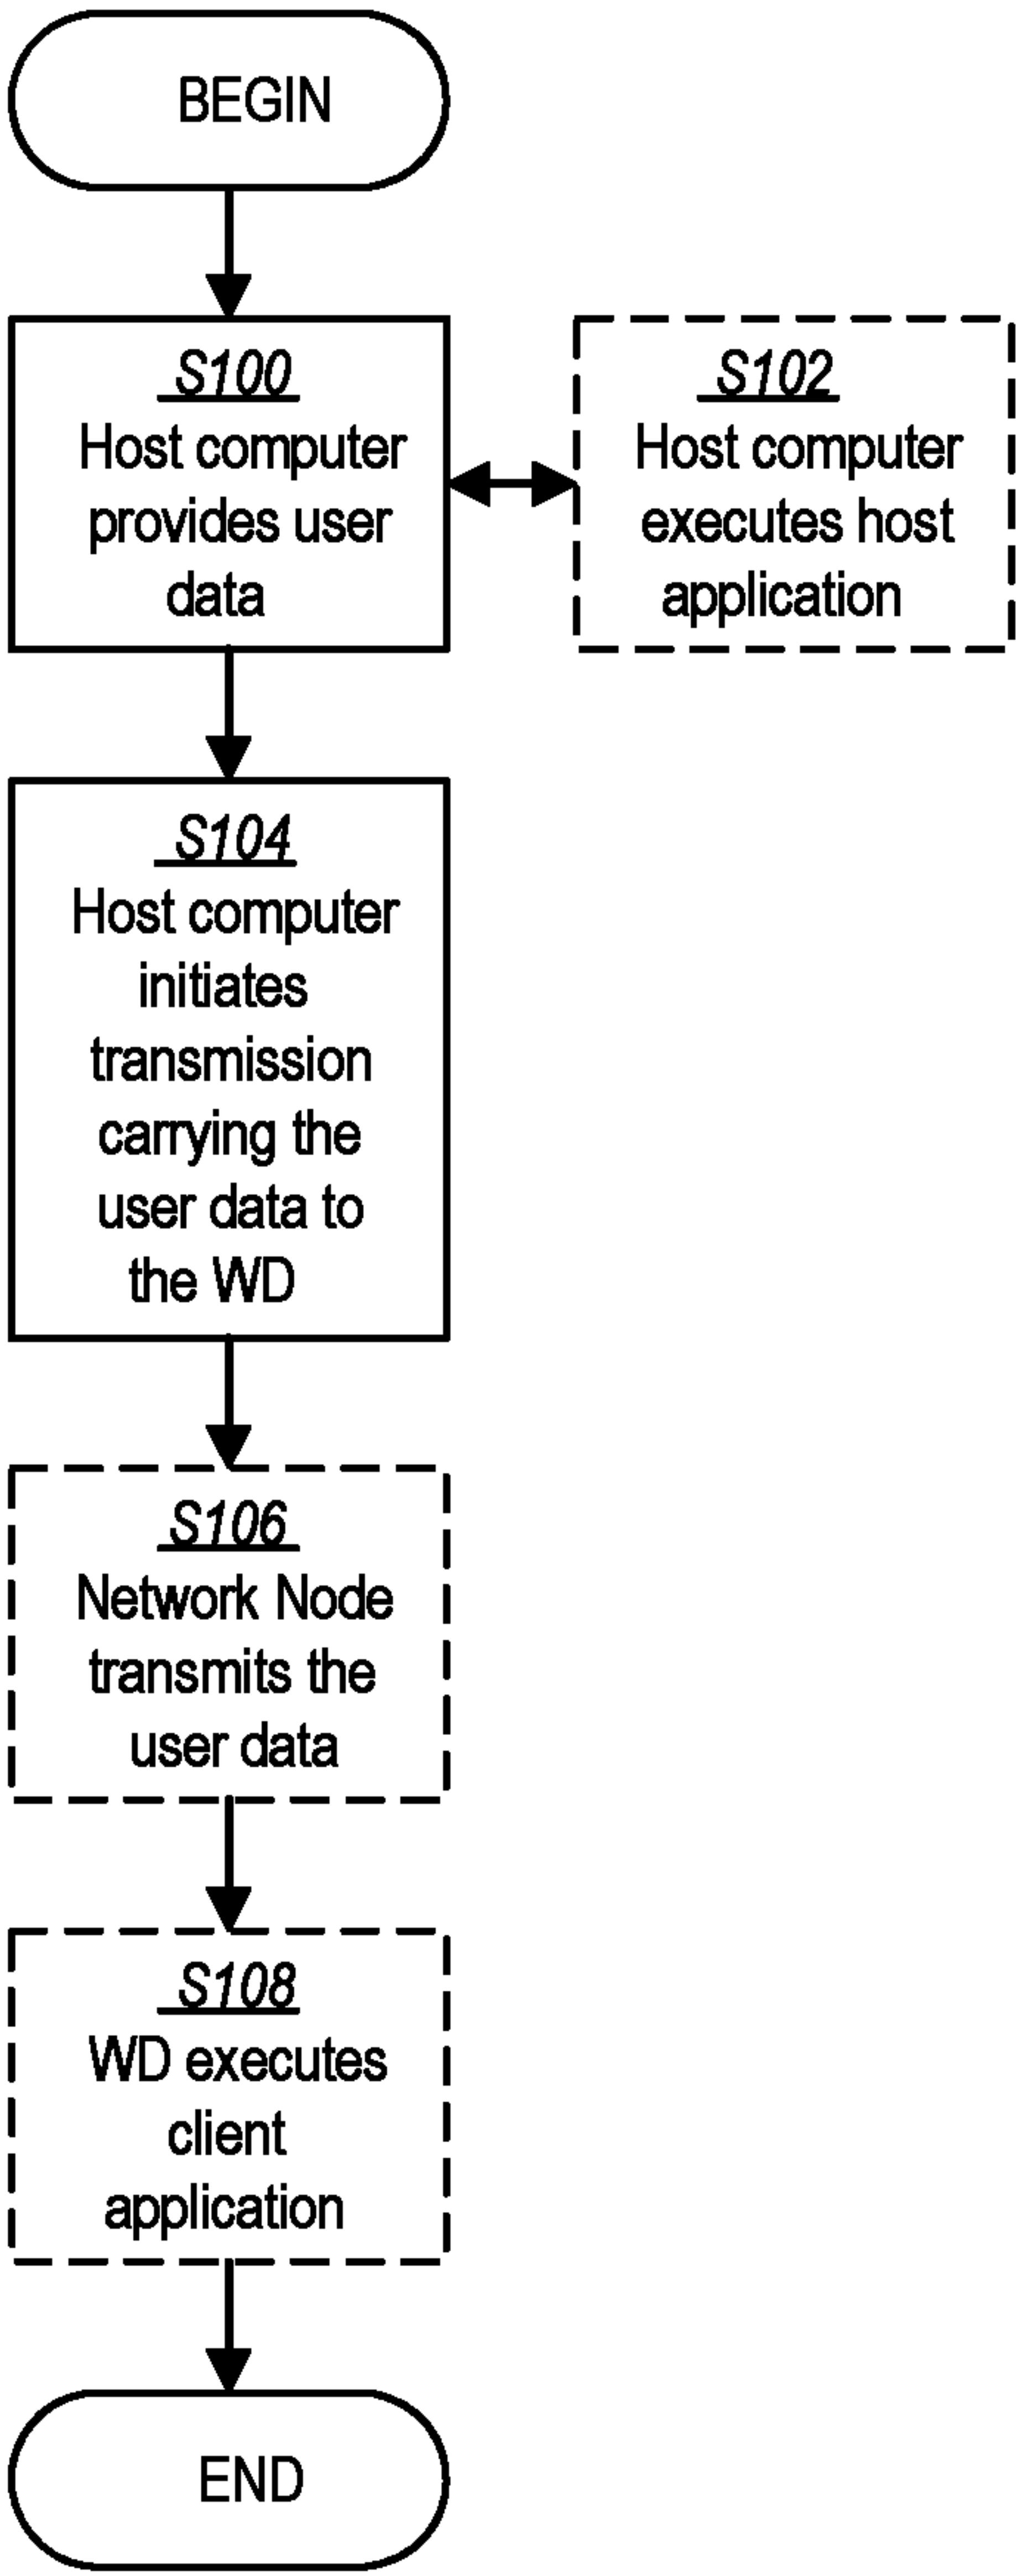 BEGIN
S100
Host computer
provides user
data
S102
Host computer
executes host
application
S104
Host computer
initiates
transmission
carrying the
user data to
the WD
S106
Network Node
transmits the
user data
S108
WD executes
client
application
END